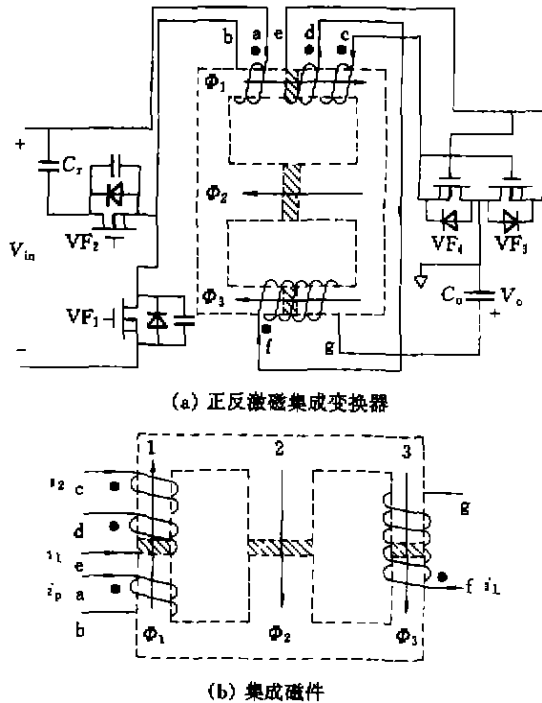 b a e d c
Φ1
+
Cr
Φ2
VF2
VF4 VF3
Vin
Φ3
Co Vo
VF1
+
f g
−
(a) 正反激磁集成变换器
1 2 3
i2 c
g
d
i1
e
ip a
f iL
b
Φ1 Φ2 Φ3
(b) 集成磁件